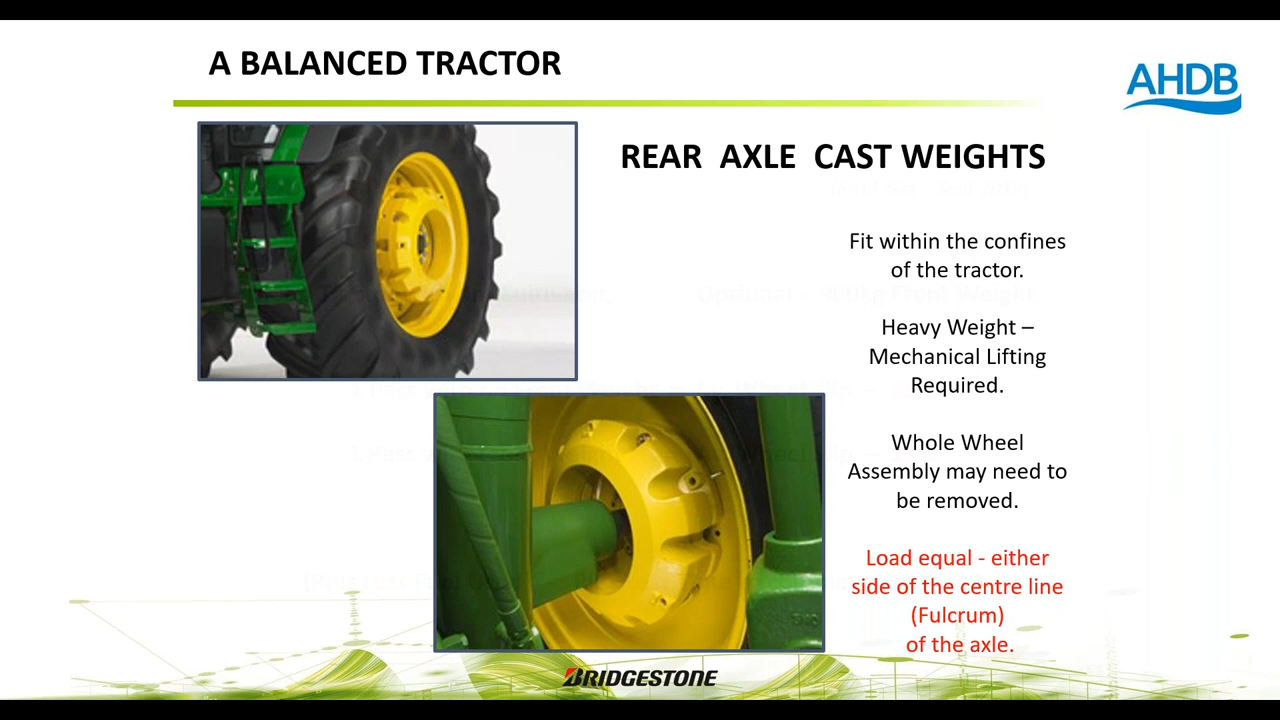 A BALANCED TRACTOR
AHDB
REAR AXLE CAST WEIGHTS
Fit within the confines
of the tractor.
Heavy Weight –
Mechanical Lifting
Required.
Whole Wheel
Assembly may need to
be removed.
Load equal - either
side of the centre line
(Fulcrum)
of the axle.
BRIDGESTONE